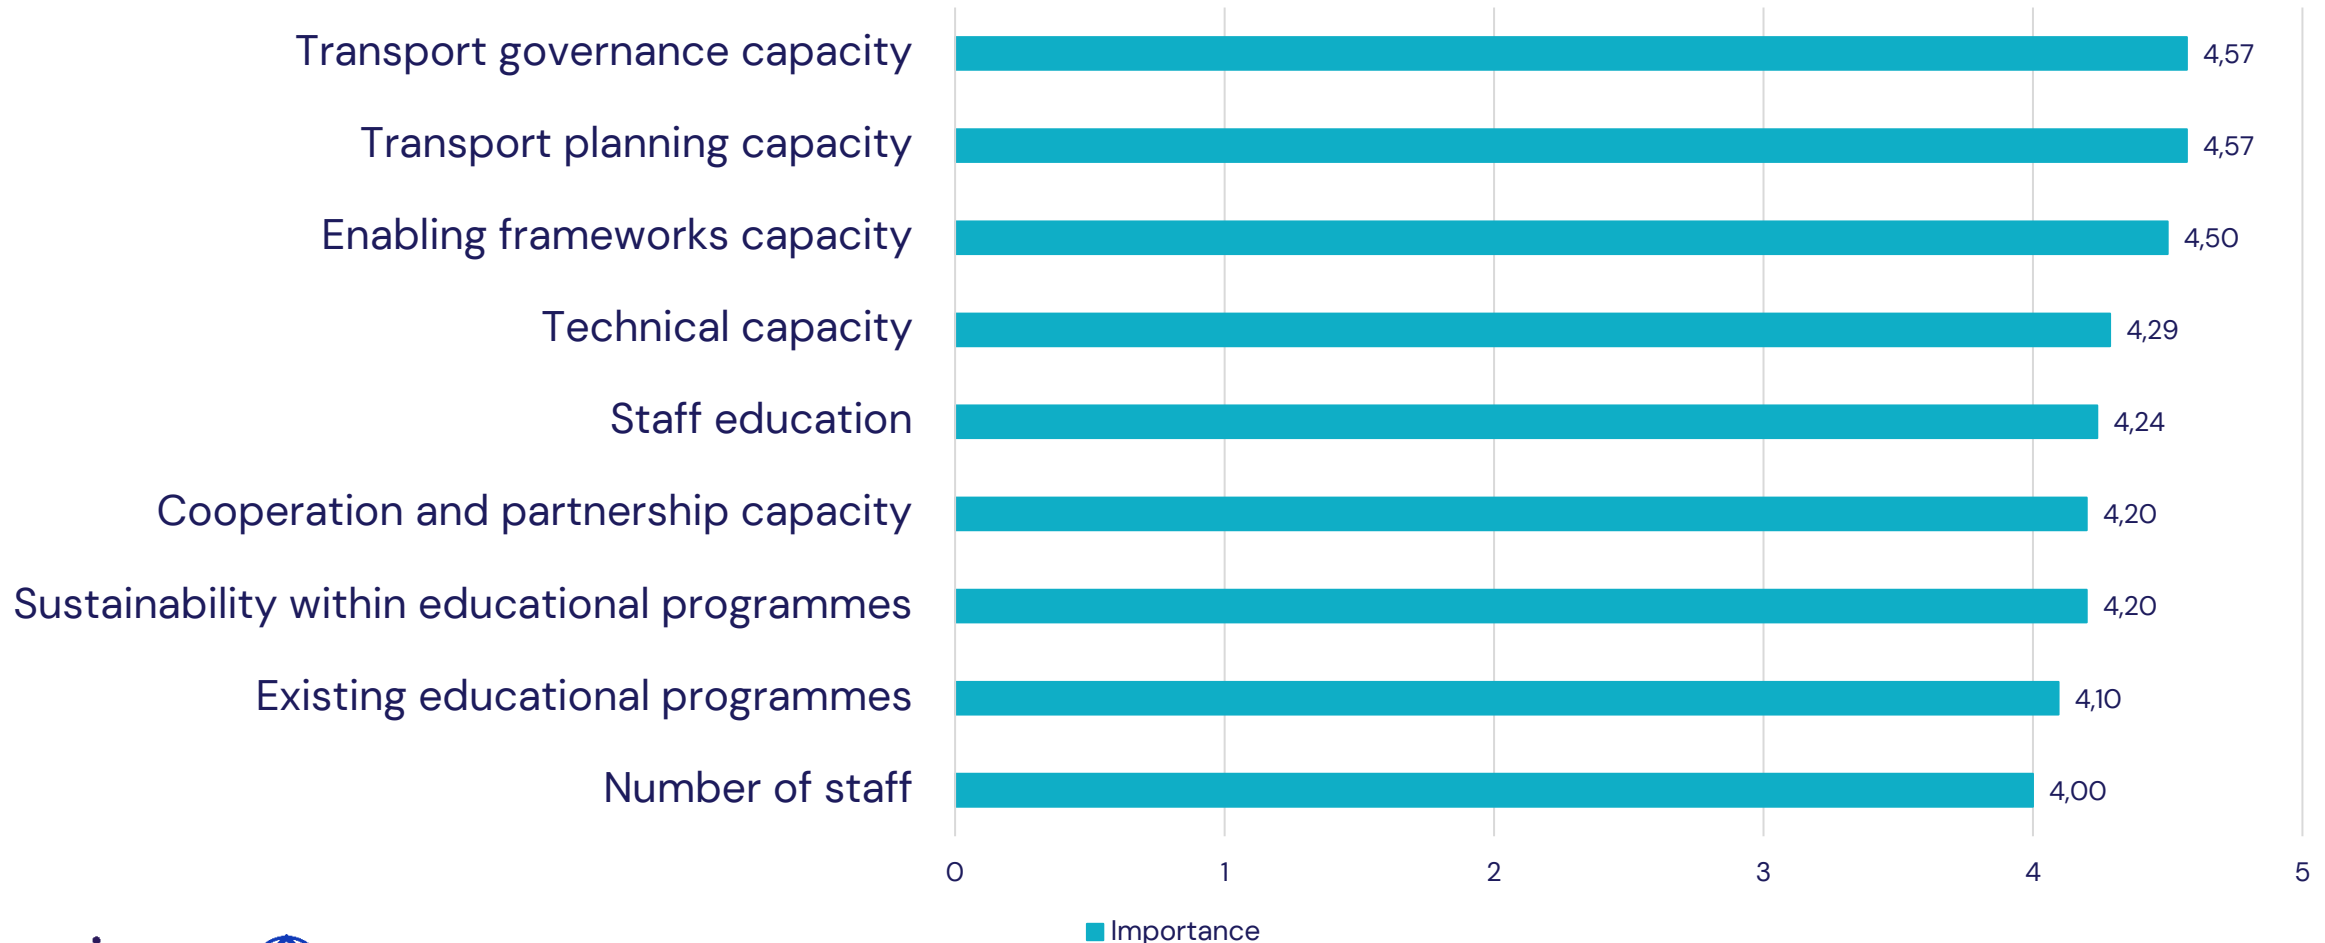 Transport governance capacity 4,57
Transport planning capacity 4,57
Enabling frameworks capacity 4,50
Technical capacity 4,29
Staff education 4,24
Cooperation and partnership capacity 4,20
Sustainability within educational programmes 4,20
Existing educational programmes 4,10
Number of staff 4,00
0 1 2 3 4 5
Importance